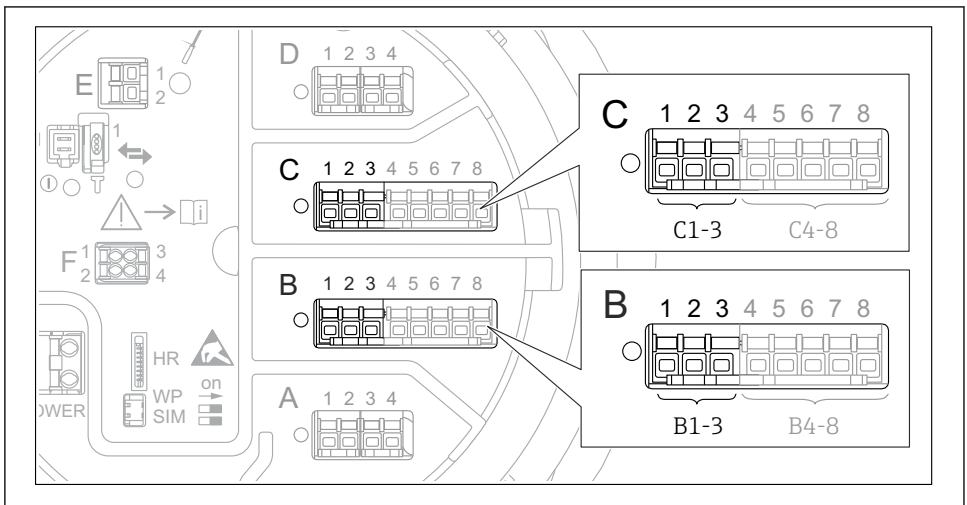 D 1 2 3 4
E 1
2
1
C 1 2 3 4 5 6 7 8
i
F 1 3
2 4
B 1 2 3 4 5 6 7 8
HR
WP on
SIM
OWER
A 1 2 3 4
C 1 2 3 4 5 6 7 8
C1-3 C4-8
B 1 2 3 4 5 6 7 8
B1-3 B4-8